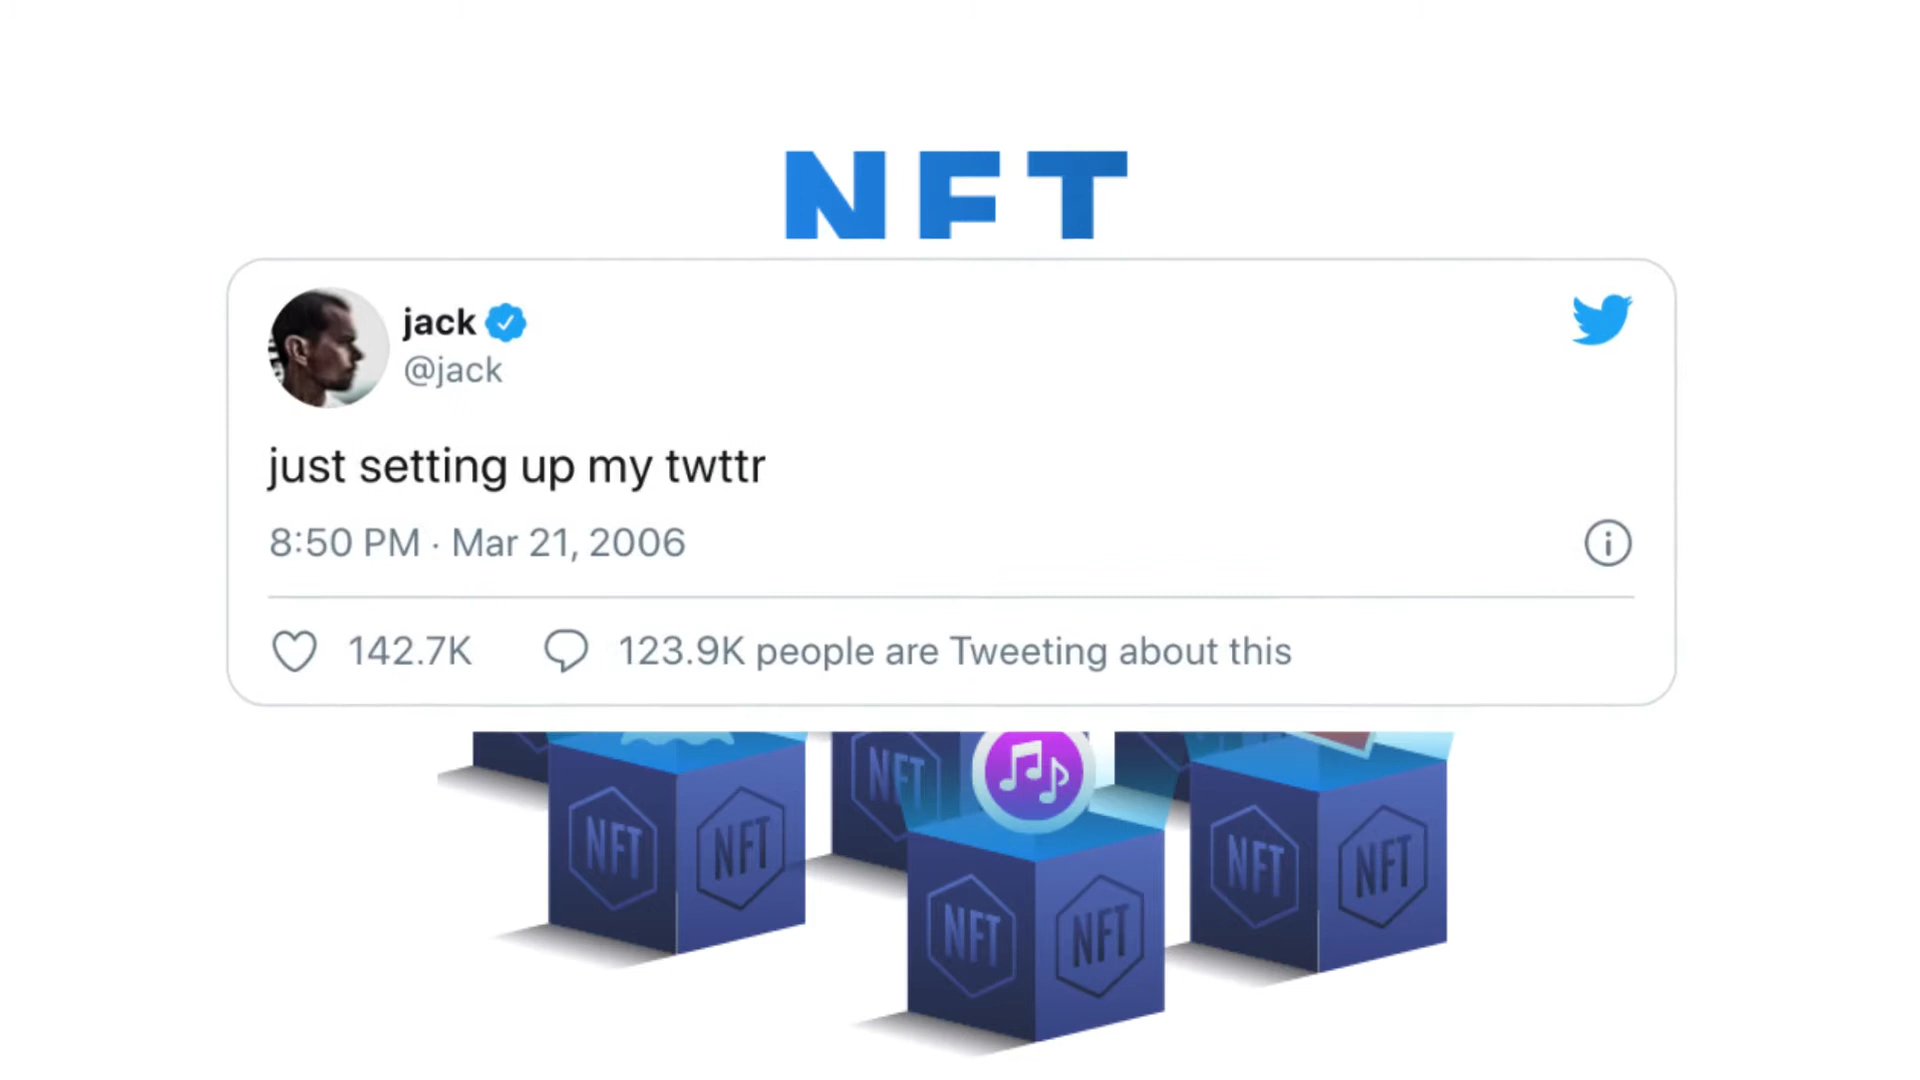 NFT
jack
@jack
just setting up my twttr
8:50 PM · Mar 21, 2006
142.7K 123.9K people are Tweeting about this
NFT
NFT NFT NFT NFT
NFT NFT